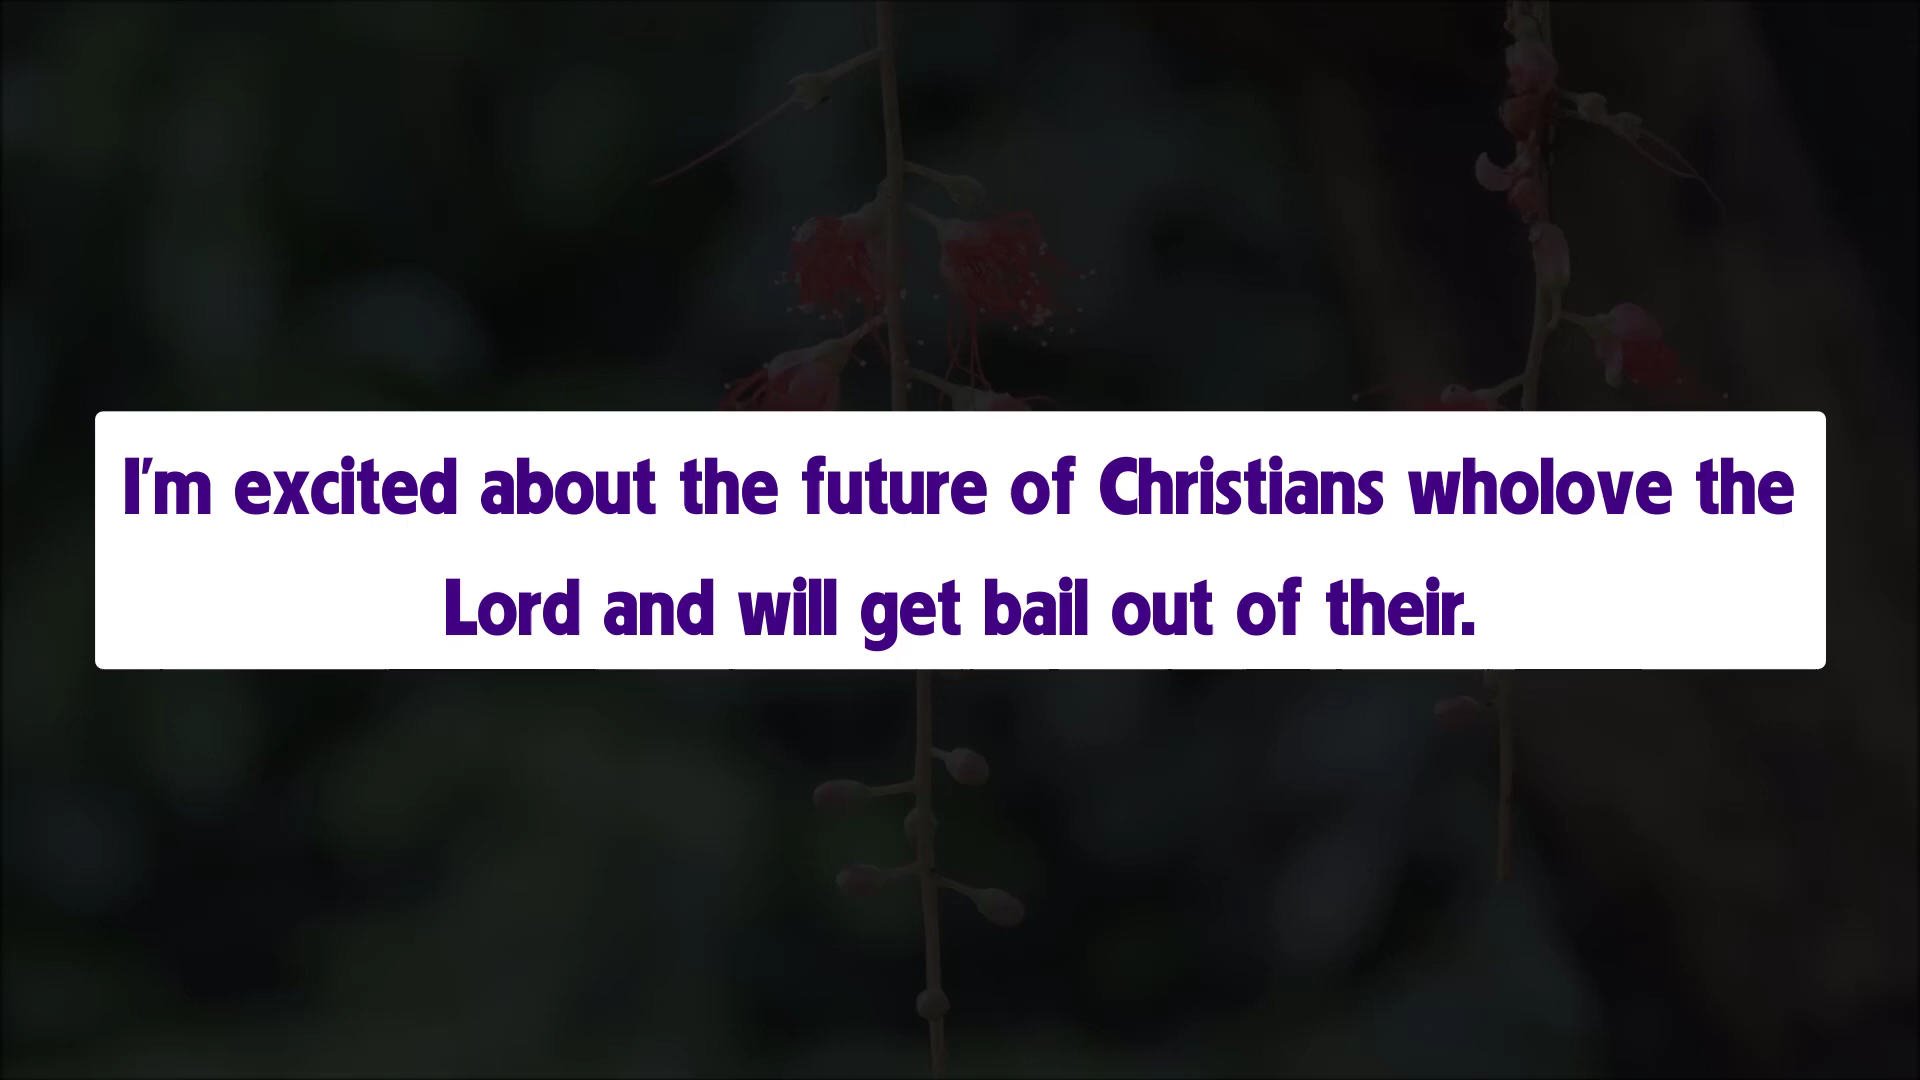 I'm excited about the future of Christians wholove the
Lord and will get bail out of their.